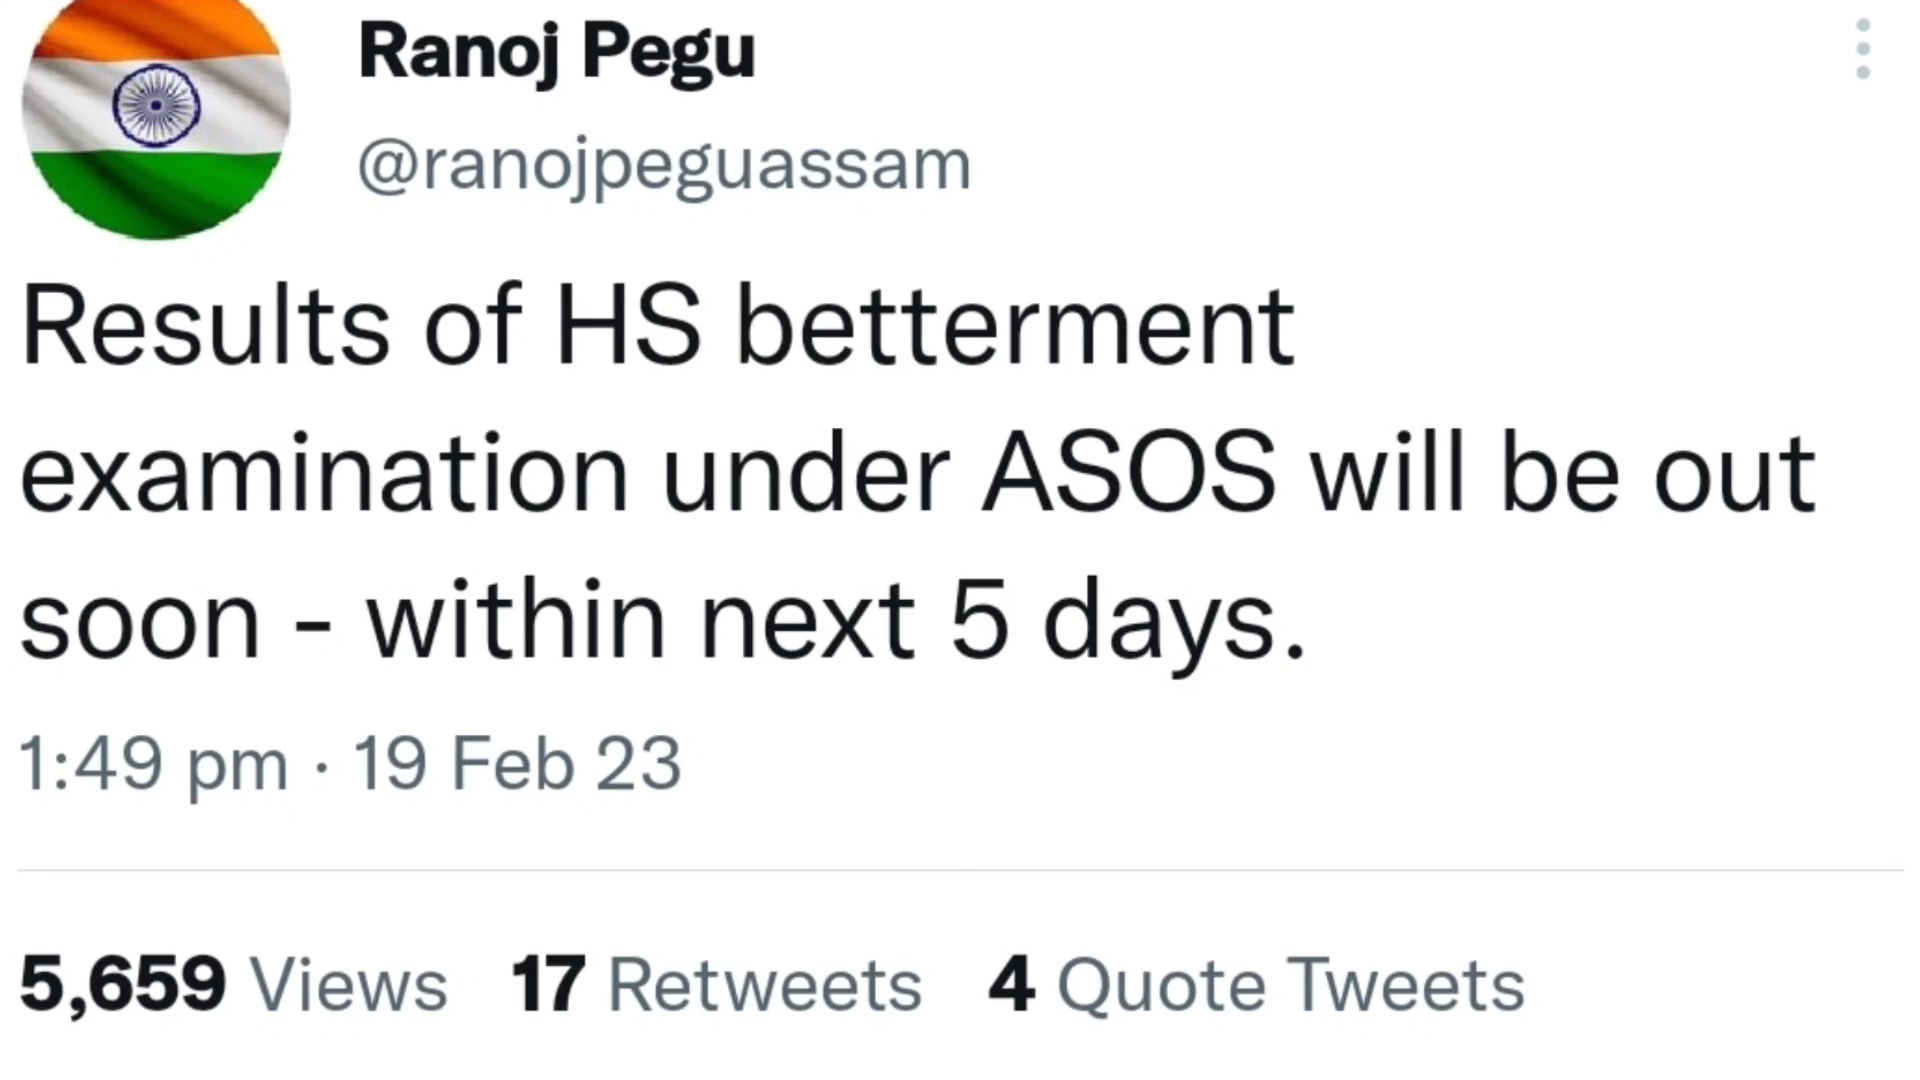 Ranoj Pegu
@ranojpeguassam
Results of HS betterment
examination under ASOS will be out
soon - within next 5 days.
1:49 pm · 19 Feb 23
5,659 Views 17 Retweets 4 Quote Tweets